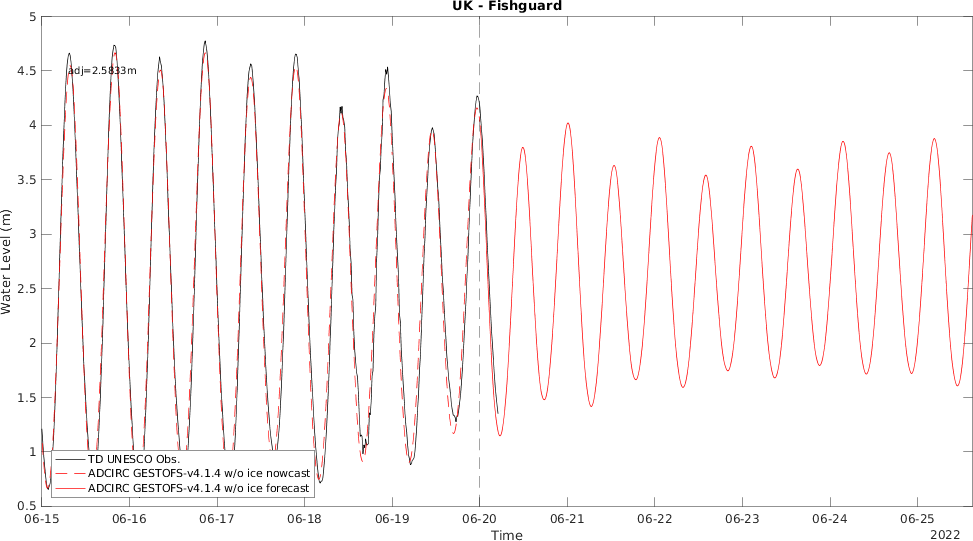 UK - Fishguard
5
4.5
4
3.5
3
2.5
2
1.5
1
0.5
Water Level (m)
adj=2.5833m
TD UNESCO Obs.
ADCIRC GESTOFS-v4.1.4 w/o ice nowcast
ADCIRC GESTOFS-v4.1.4 w/o ice forecast
06-15 06-16 06-17 06-18 06-19 06-20 06-21 06-22 06-23 06-24 06-25
Time
2022